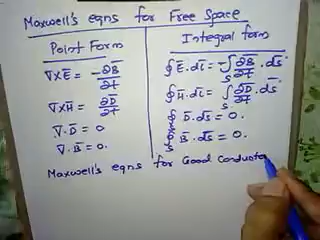 Maxwell's eqns for Free Space
Point Form Integral form
∇×E̅ = -∂B̅/∂t ∮ E̅.dl̅ = -∫s ∂B̅/∂t . ds̅
∇×H̅ = ∂D̅/∂t ∮ H̅.dl̅ = ∫s ∂D̅/∂t . ds̅
∇.D̅ = 0 ∮s D̅.ds̅ = 0.
∇.B̅ = 0. ∮s B̅.ds̅ = 0.
Maxwell's eqns for Good Conductor